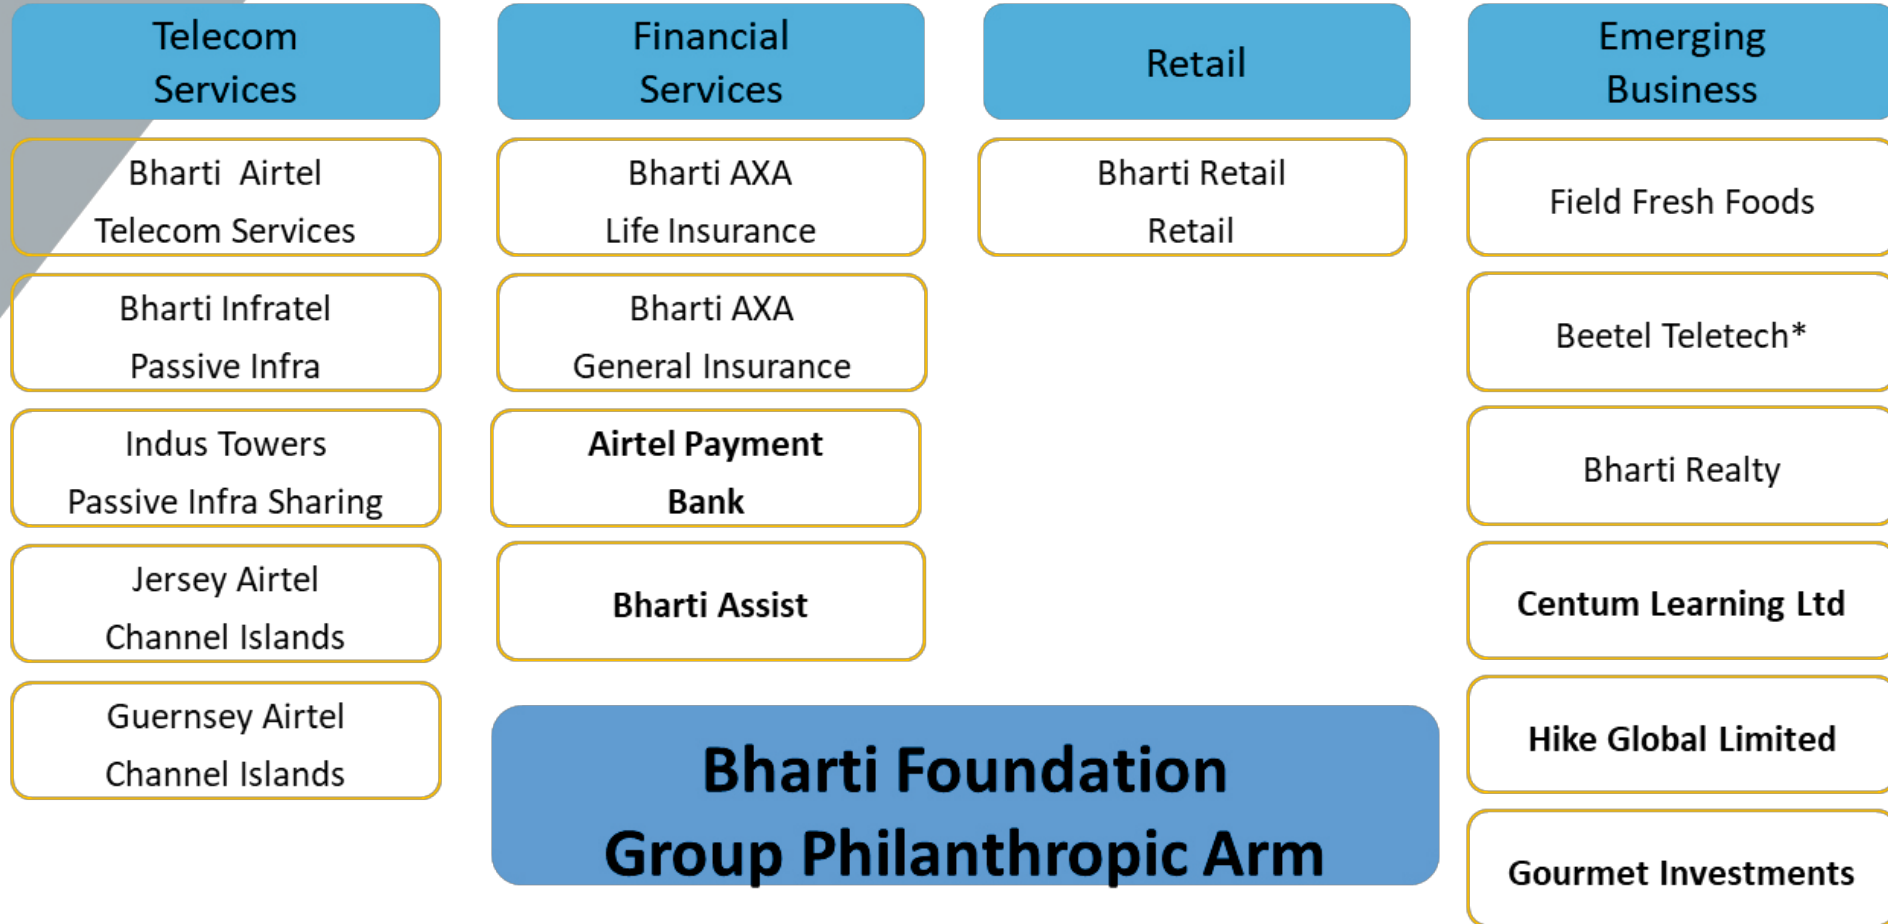 Telecom
Services
Bharti Airtel
Telecom Services
Bharti Infratel
Passive Infra
Indus Towers
Passive Infra Sharing
Jersey Airtel
Channel Islands
Guernsey Airtel
Channel Islands
Financial
Services
Bharti AXA
Life Insurance
Bharti AXA
General Insurance
Airtel Payment
Bank
Bharti Assist
Retail
Bharti Retail
Retail
Emerging
Business
Field Fresh Foods
Beetel Teletech*
Bharti Realty
Centum Learning Ltd
Hike Global Limited
Gourmet Investments
Bharti Foundation
Group Philanthropic Arm